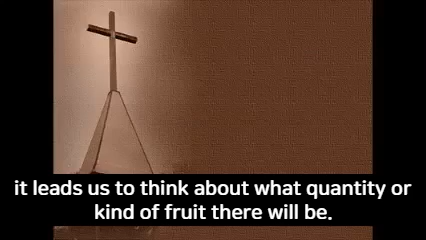 it leads us to think about what quantity or
kind of fruit there will be.